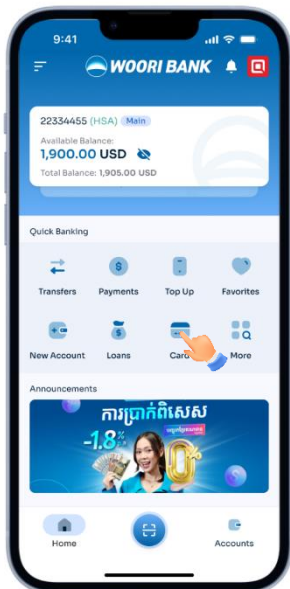 9:41
WOORI BANK
22334455 (HSA) Main
Available Balance:
1,900.00 USD
Total Balance: 1,905.00 USD
Quick Banking
Transfers Payments Top Up Favorites
New Account Loans Card More
Announcements
ការប្រាក់ពិសេស
-1.8%
0
Home Accounts